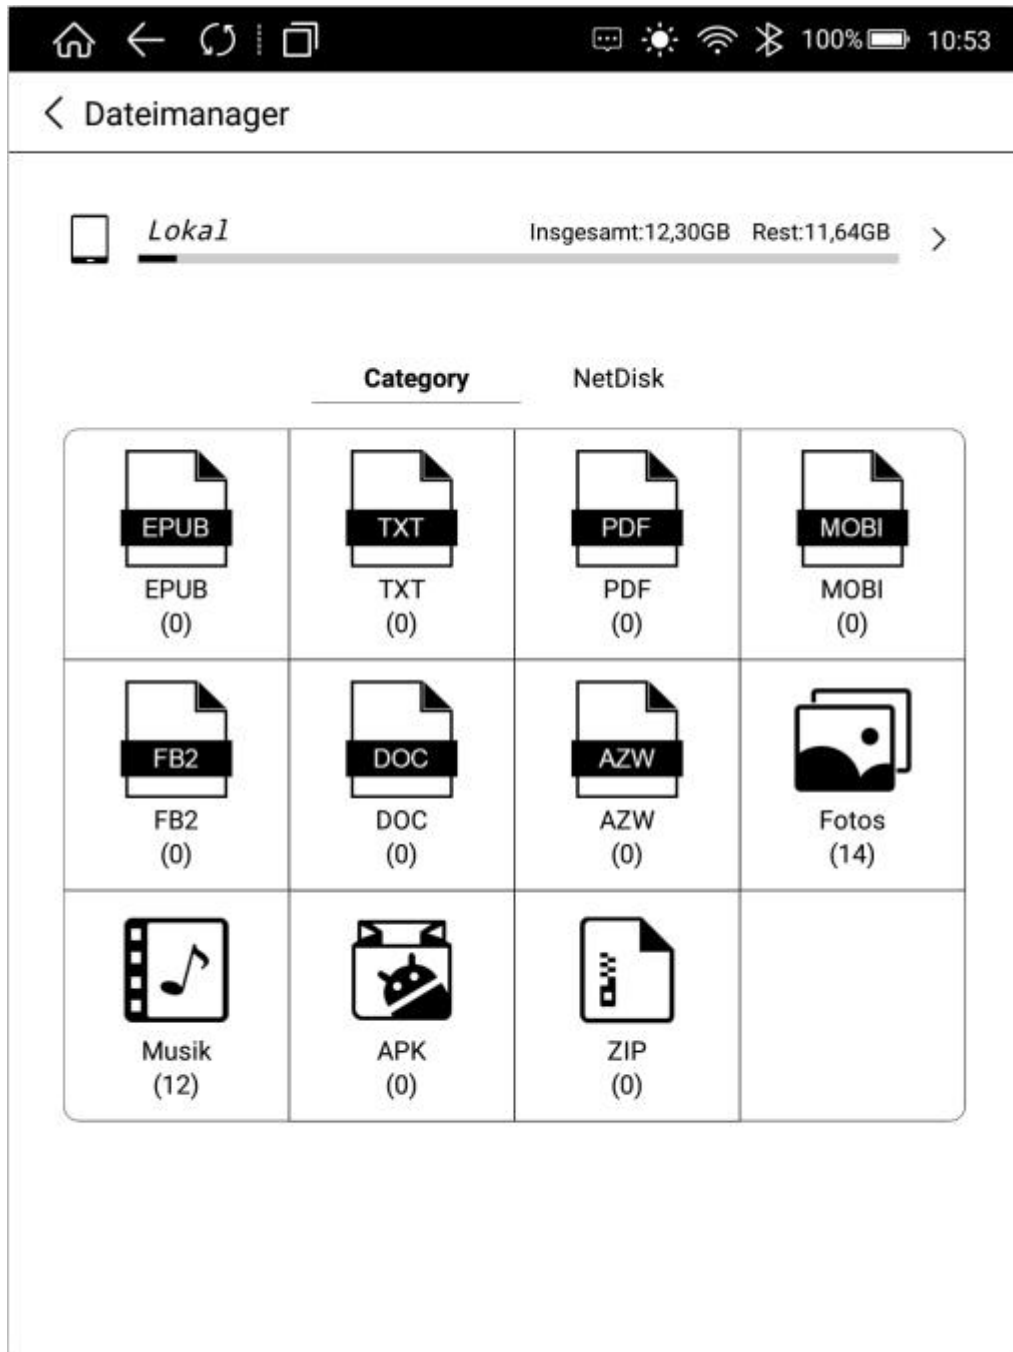 100% 10:53
Dateimanager
Lokal Insgesamt:12,30GB Rest:11,64GB
Category NetDisk
EPUB TXT PDF MOBI
EPUB TXT PDF MOBI
(0) (0) (0) (0)
FB2 DOC AZW
FB2 DOC AZW Fotos
(0) (0) (0) (14)
Musik APK ZIP
(12) (0) (0)